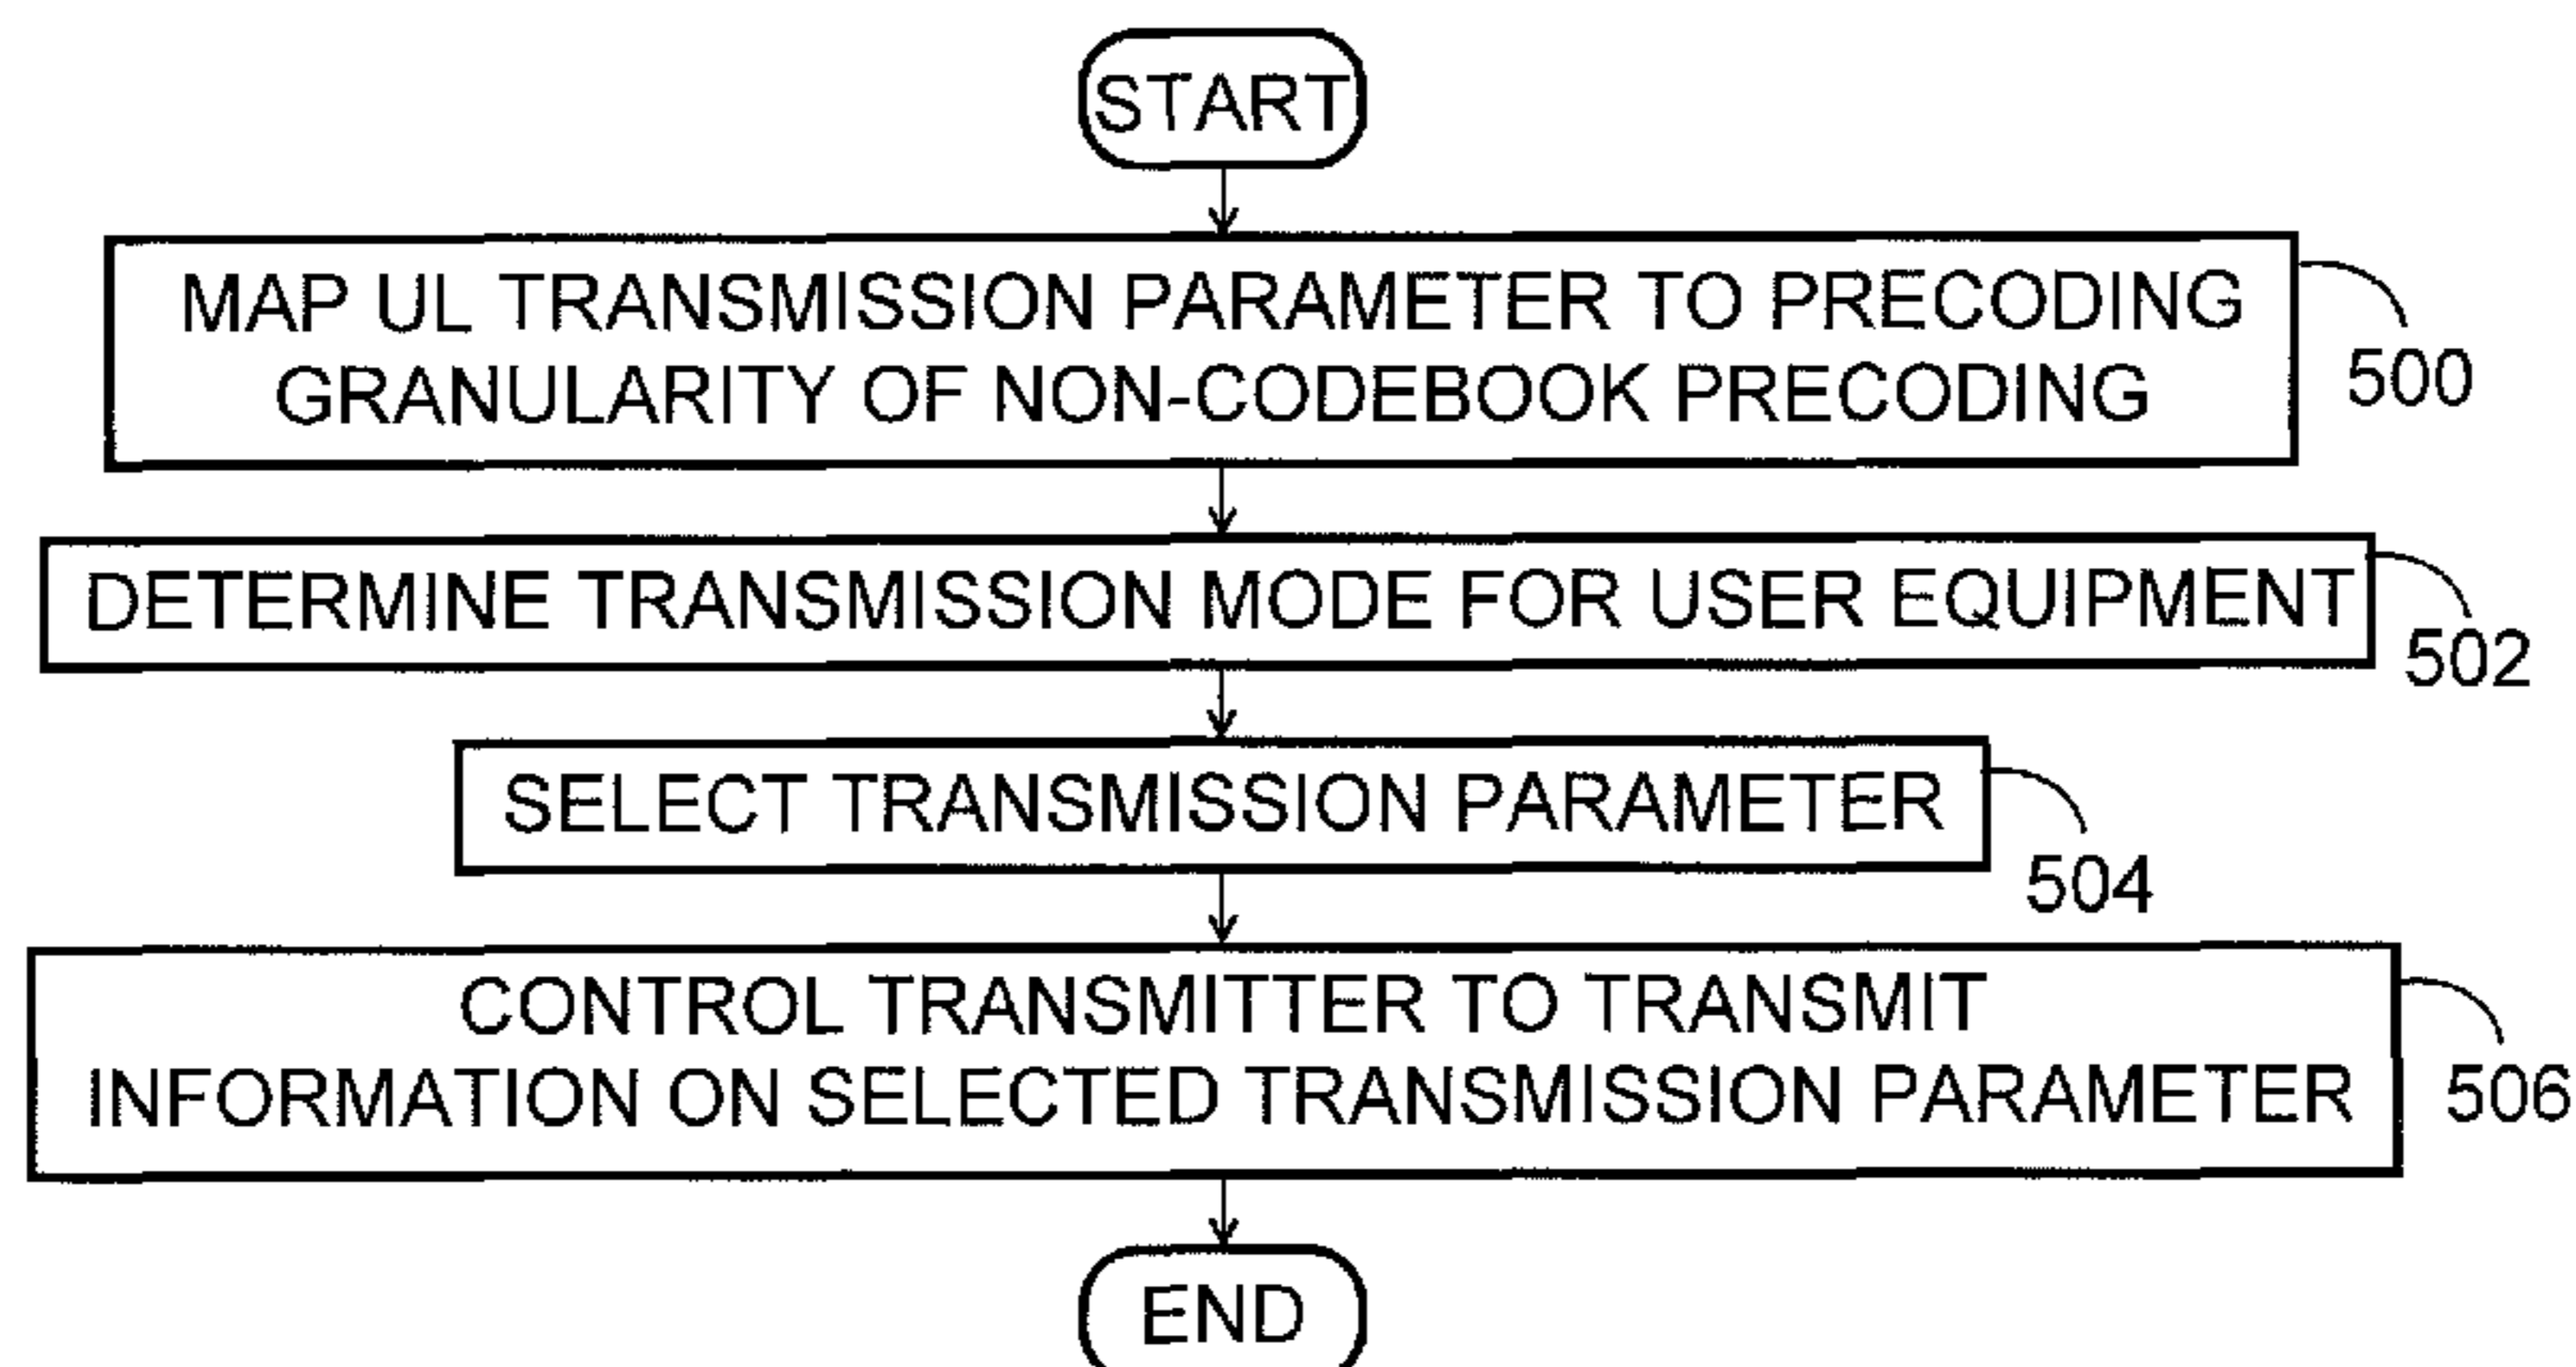 START
MAP UL TRANSMISSION PARAMETER TO PRECODING
GRANULARITY OF NON-CODEBOOK PRECODING
500
DETERMINE TRANSMISSION MODE FOR USER EQUIPMENT
502
SELECT TRANSMISSION PARAMETER
504
CONTROL TRANSMITTER TO TRANSMIT
INFORMATION ON SELECTED TRANSMISSION PARAMETER
506
END